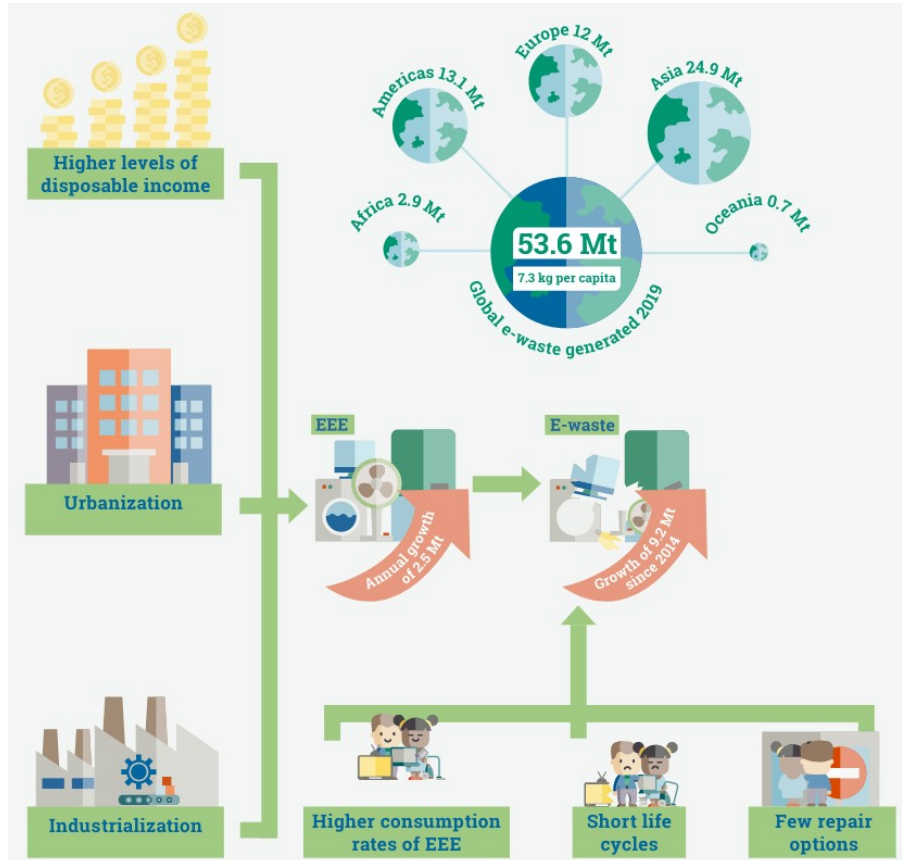 Higher levels of
disposable income
Africa 2.9 Mt
Americas 13.1 Mt
Europe 12 Mt
Asia 24.9 Mt
Oceania 0.7 Mt
53.6 Mt
7.3 kg per capita
Global e-waste generated 2019
Urbanization
EEE
Annual growth
of 2.5 Mt
E-waste
Growth of 9.2 Mt
since 2014
Industrialization
Higher consumption
rates of EEE
Short life
cycles
Few repair
options